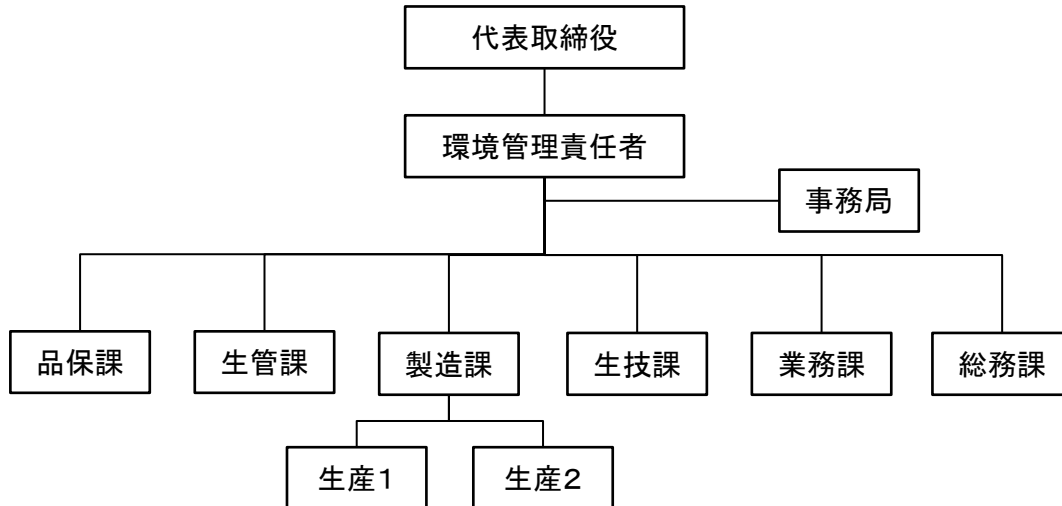 代表取締役
環境管理責任者
事務局
品保課
生管課
製造課
生技課
業務課
総務課
生産1
生産2